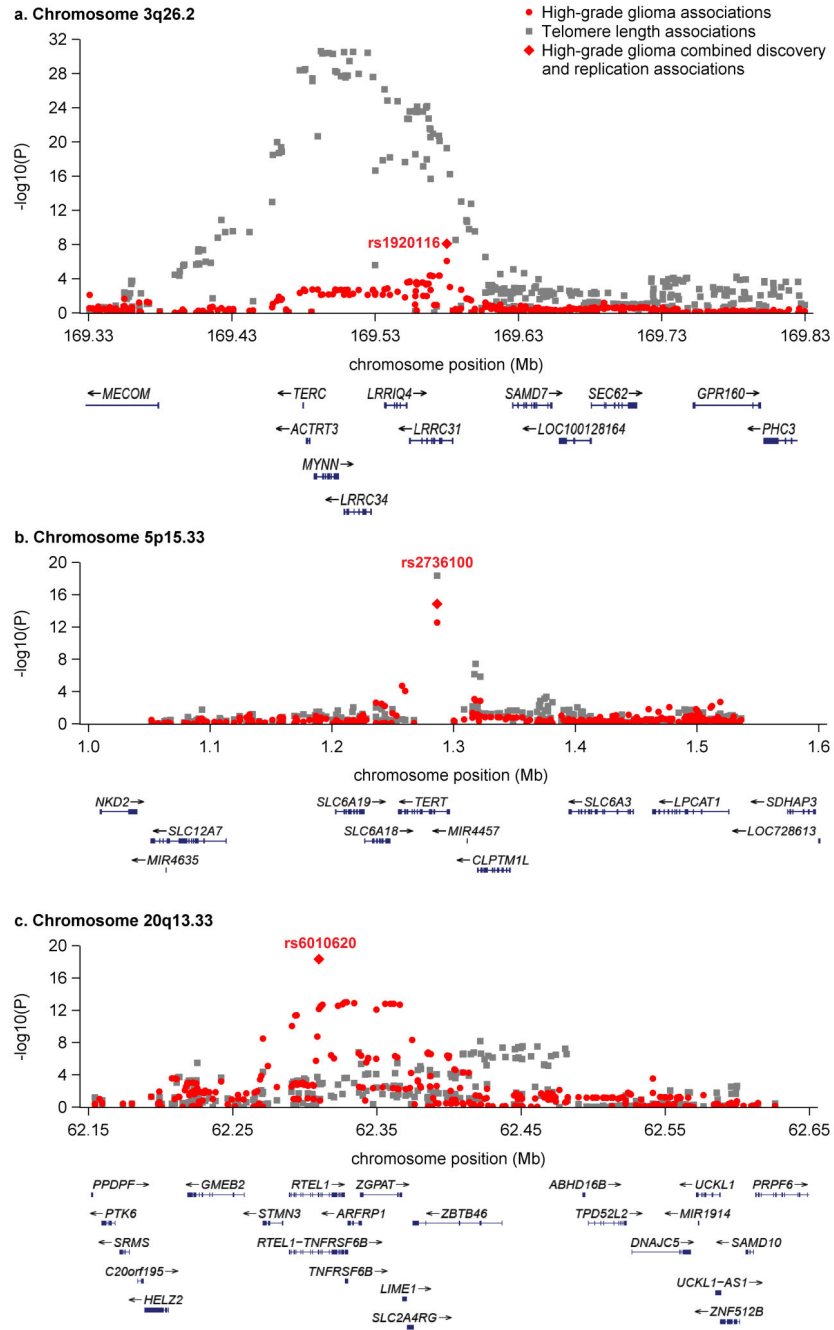 a. Chromosome 3q26.2
High-grade glioma associations
Telomere length associations
High-grade glioma combined discovery
and replication associations
32
28
24
20
16
12
8
4
0
-log10(P)
rs1920116
169.33 169.43 169.53 169.63 169.73 169.83
chromosome position (Mb)
←MECOM ←TERC LRRIQ4→ SAMD7→ SEC62→ GPR160→
←ACTRT3 ←LRRC31 ←LOC100128164 ←PHC3
MYNN→
←LRRC34
b. Chromosome 5p15.33
rs2736100
20
16
12
8
4
0
-log10(P)
1.0 1.1 1.2 1.3 1.4 1.5 1.6
chromosome position (Mb)
NKD2→ SLC6A19→ ←TERT ←SLC6A3 ←LPCAT1 ←SDHAP3
←SLC12A7 SLC6A18→ ←MIR4457 ←LOC728613
←MIR4635 ←CLPTM1L
c. Chromosome 20q13.33
rs6010620
20
16
12
8
4
0
-log10(P)
62.15 62.25 62.35 62.45 62.55 62.65
chromosome position (Mb)
PPDPF→ ←GMEB2 RTEL1→ ZGPAT→ ABHD16B→ ←UCKL1 PRPF6→
←PTK6 ←STMN3 ←ARFRP1 ←ZBTB46 TPD52L2→ ←MIR1914
←SRMS RTEL1-TNFRSF6B→ DNAJC5→ ←SAMD10
C20orf195→ TNFRSF6B→ LIME1→ UCKL1-AS1→
←HELZ2 SLC2A4RG→ ←ZNF512B